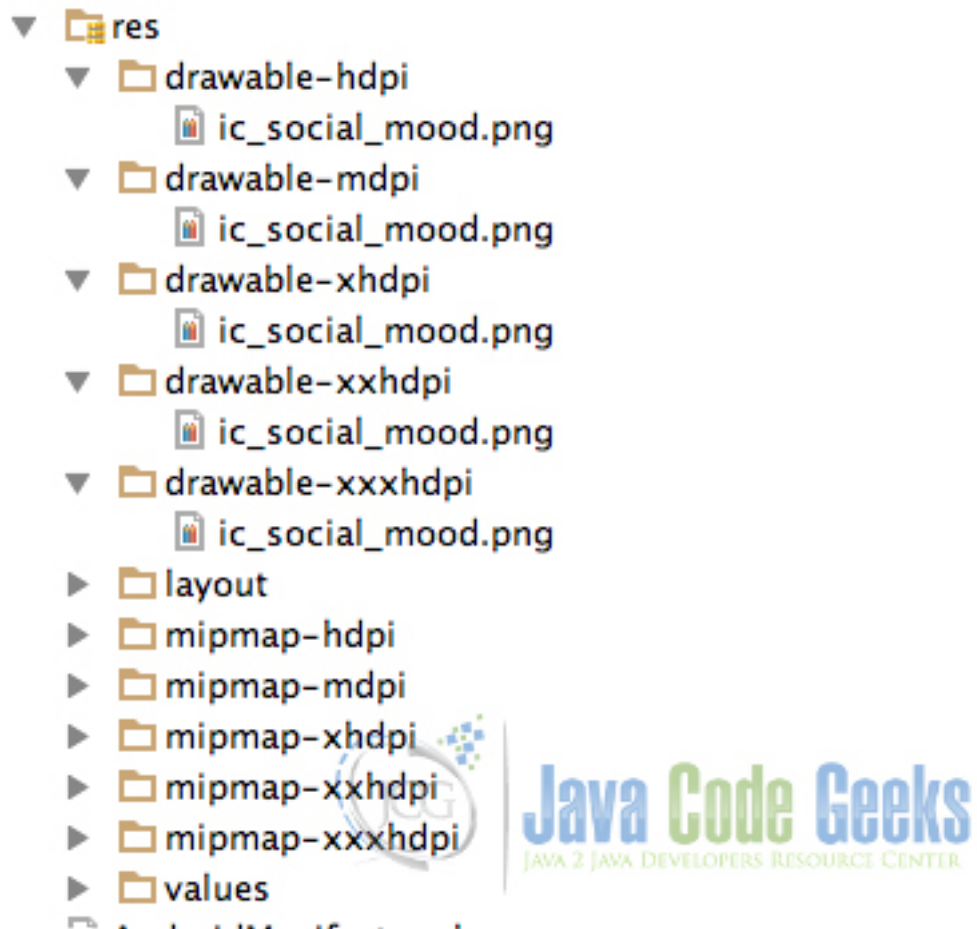 res
drawable-hdpi
ic_social_mood.png
drawable-mdpi
ic_social_mood.png
drawable-xhdpi
ic_social_mood.png
drawable-xxhdpi
ic_social_mood.png
drawable-xxxhdpi
ic_social_mood.png
layout
mipmap-hdpi
mipmap-mdpi
mipmap-xhdpi
mipmap-xxhdpi
mipmap-xxxhdpi
values
JCG
Java Code Geeks
JAVA 2 JAVA DEVELOPERS RESOURCE CENTER